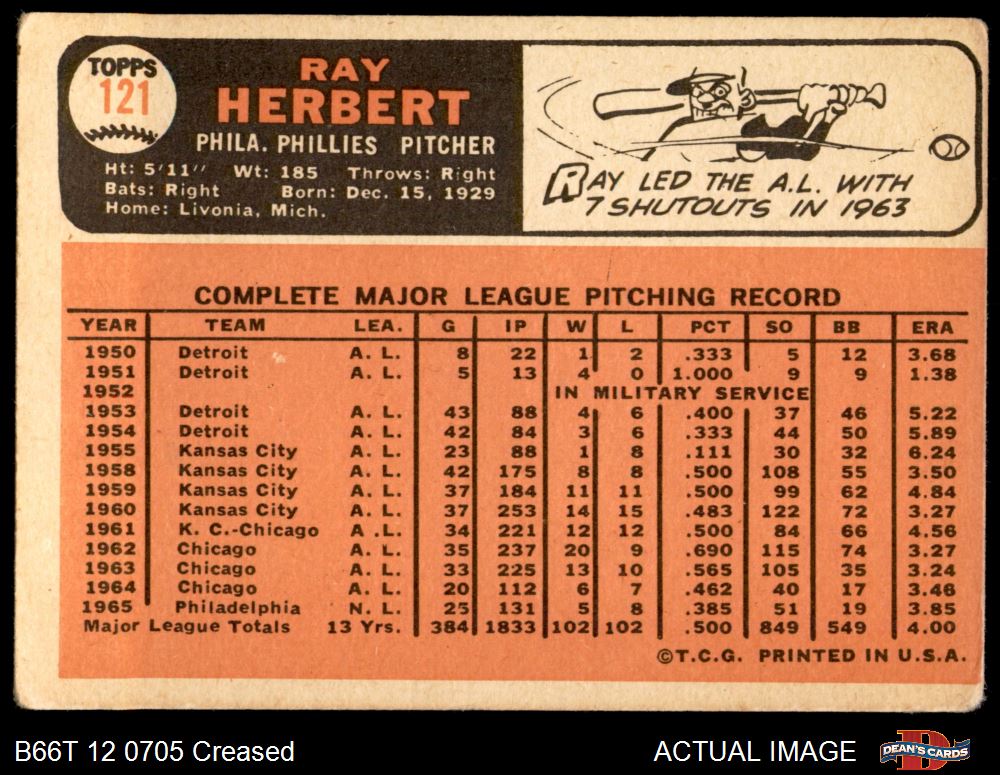 TOPPS
121
RAY
HERBERT
PHILA. PHILLIES PITCHER
Ht: 5'11" Wt: 185 Throws: Right
Bats: Right Born: Dec. 15, 1929
Home: Livonia, Mich.
RAY LED THE A.L. WITH
7 SHUTOUTS IN 1963
COMPLETE MAJOR LEAGUE PITCHING RECORD
YEAR TEAM LEA. G IP W L PCT SO BB ERA
1950 Detroit A. L. 8 22 1 2 .333 5 12 3.68
1951 Detroit A. L. 5 13 4 0 1.000 9 9 1.38
1952 IN MILITARY SERVICE
1953 Detroit A. L. 43 88 4 6 .400 37 46 5.22
1954 Detroit A. L. 42 84 3 6 .333 44 50 5.89
1955 Kansas City A. L. 23 88 1 8 .111 30 32 6.24
1958 Kansas City A. L. 42 175 8 8 .500 108 55 3.50
1959 Kansas City A. L. 37 184 11 11 .500 99 62 4.84
1960 Kansas City A. L. 37 253 14 15 .483 122 72 3.27
1961 K. C.-Chicago A .L. 34 221 12 12 .500 84 66 4.56
1962 Chicago A. L. 35 237 20 9 .690 115 74 3.27
1963 Chicago A. L. 33 225 13 10 .565 105 35 3.24
1964 Chicago A. L. 20 112 6 7 .462 40 17 3.46
1965 Philadelphia N. L. 25 131 5 8 .385 51 19 3.85
Major League Totals 13 Yrs. 384 1833 102 102 .500 849 549 4.00
©T.C.G. PRINTED IN U.S.A.
B66T 12 0705 Creased
ACTUAL IMAGE
DEAN'S CARDS